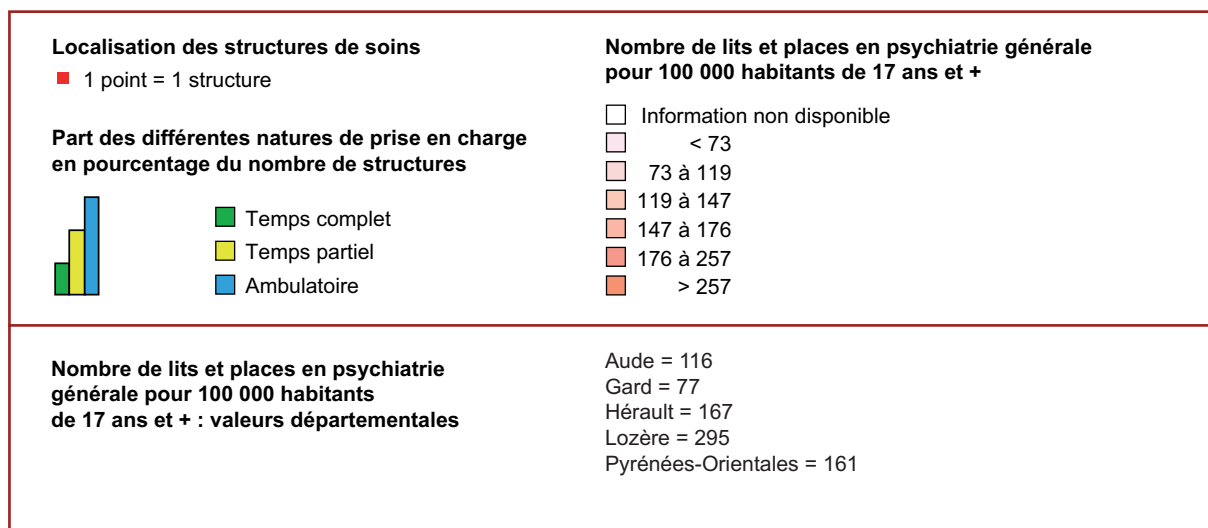 Localisation des structures de soins
1 point = 1 structure
Part des différentes natures de prise en charge
en pourcentage du nombre de structures
Temps complet
Temps partiel
Ambulatoire
Nombre de lits et places en psychiatrie générale
pour 100 000 habitants de 17 ans et +
Information non disponible
< 73
73 à 119
119 à 147
147 à 176
176 à 257
> 257
Nombre de lits et places en psychiatrie
générale pour 100 000 habitants
de 17 ans et + : valeurs départementales
Aude = 116
Gard = 77
Hérault = 167
Lozère = 295
Pyrénées-Orientales = 161